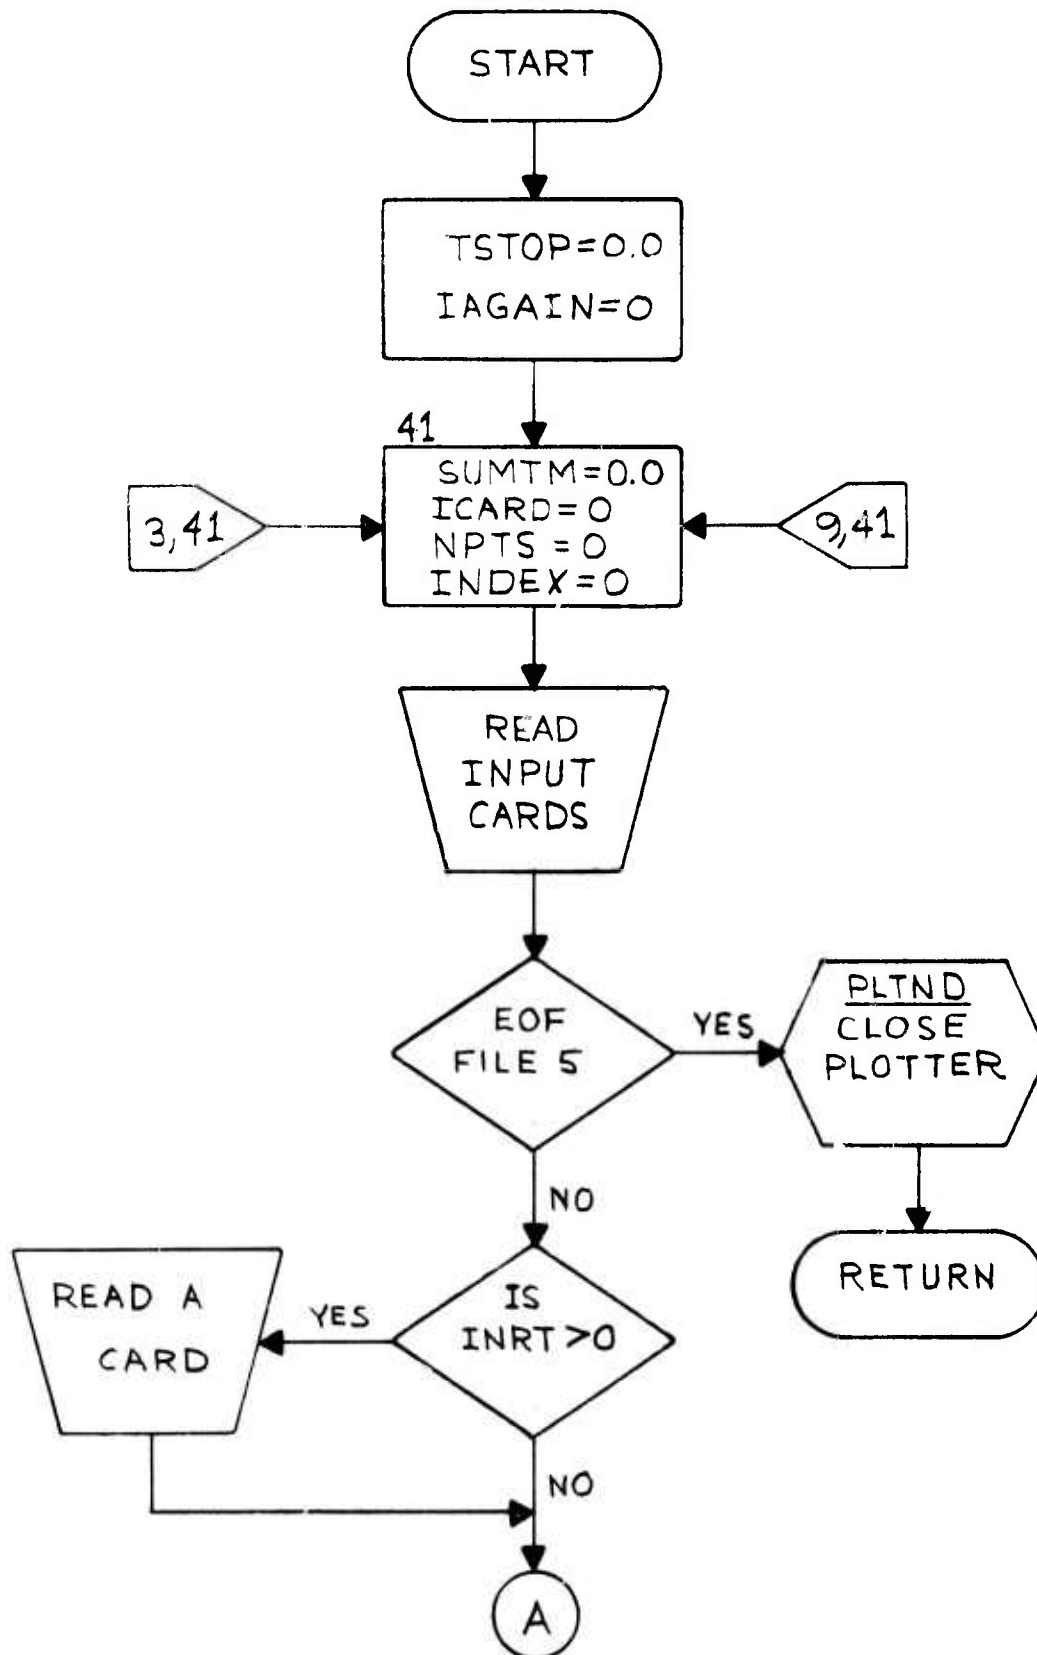 START
TSTOP=0.0
IAGAIN=0
41
SUMTM=0.0
ICARD=0
NPTS =0
INDEX=0
3,41
9,41
READ
INPUT
CARDS
EOF
FILE 5
YES
PLTND
CLOSE
PLOTTER
NO
RETURN
IS
INRT>0
YES
READ A
CARD
NO
A